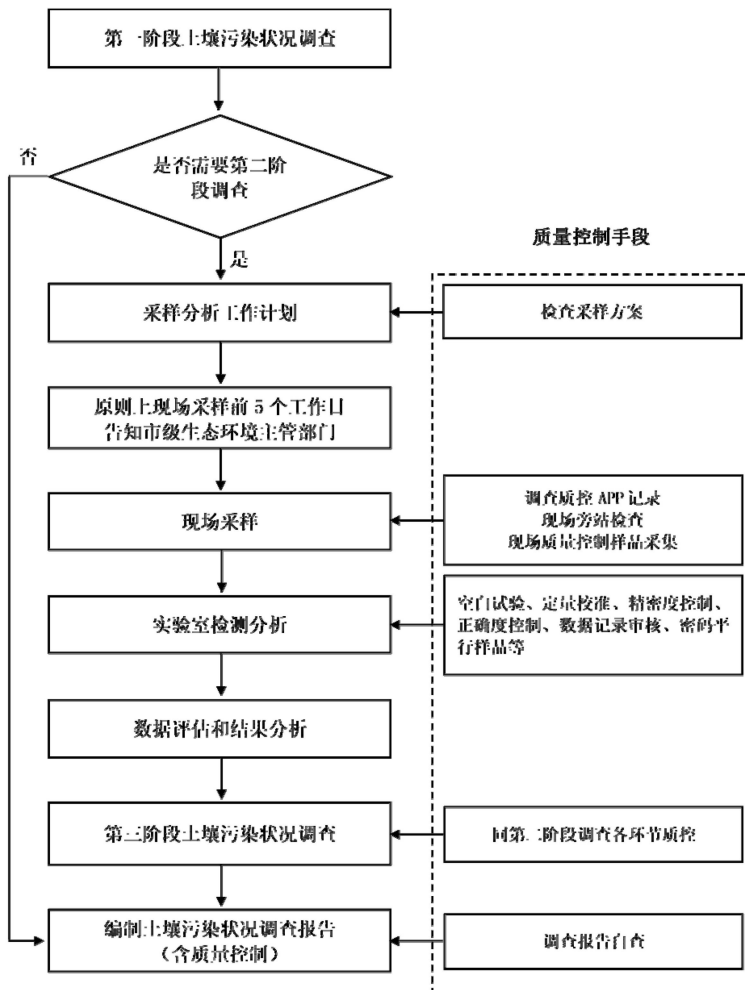 第一阶段土壤污染状况调查
否
是否需要第二阶
段调查
是
质量控制手段
采样分析工作计划
检查采样方案
原则上现场采样前 5 个工作日
告知市级生态环境主管部门
现场采样
调查质控 APP 记录
现场旁站检查
现场质量控制样品采集
实验室检测分析
空白试验、定量校准、精密度控制、
正确度控制、数据记录审核、密码平
行样品等
数据评估和结果分析
第三阶段土壤污染状况调查
同第二阶段调查各环节质控
编制土壤污染状况调查报告
（含质量控制）
调查报告自查